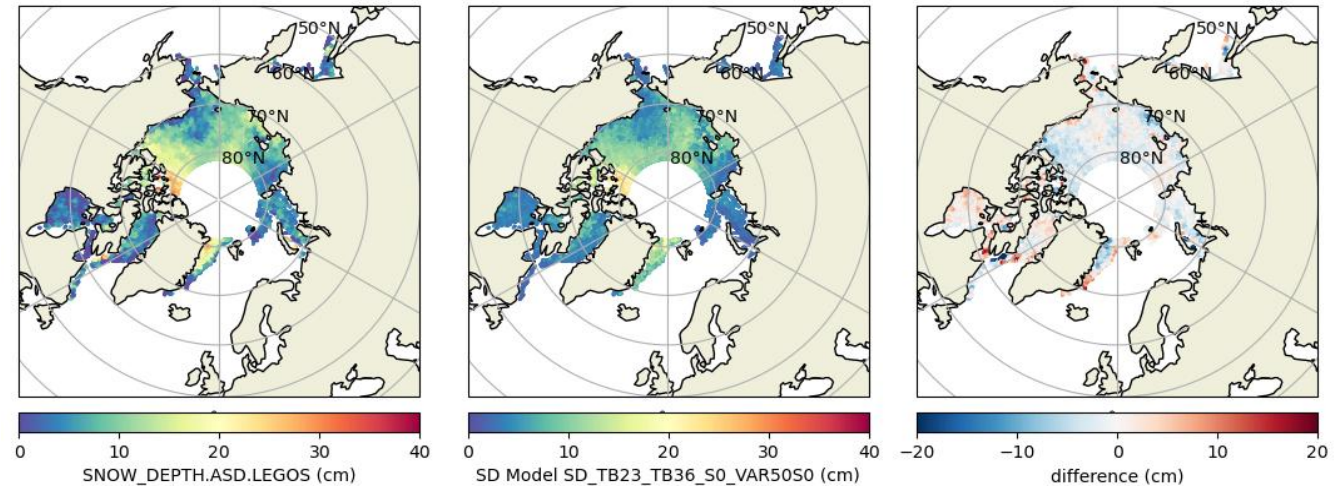 50°N
60°N
70°N
80°N
50°N
60°N
70°N
80°N
50°N
60°N
70°N
80°N
0 10 20 30 40
SNOW_DEPTH.ASD.LEGOS (cm)
0 10 20 30 40
SD Model SD_TB23_TB36_S0_VAR50S0 (cm)
−20 −10 0 10 20
difference (cm)